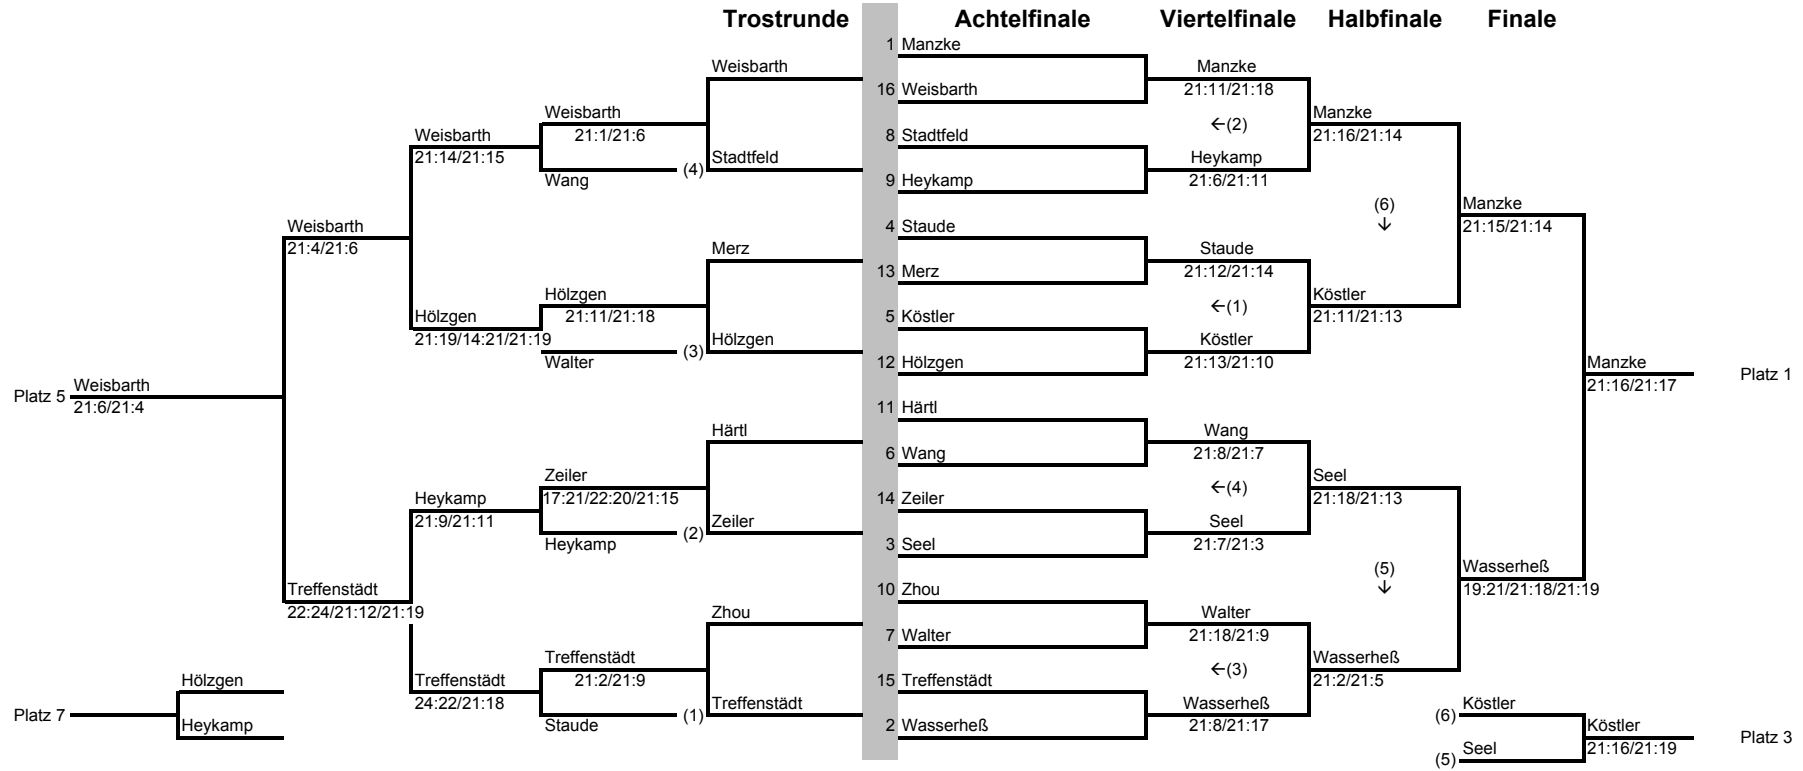 Trostrunde Achtelfinale Viertelfinale Halbfinale Finale
1 Manzke
Weisbarth Manzke
16 Weisbarth 21:11/21:18
Weisbarth Manzke
Weisbarth 21:1/21:6 8 Stadtfeld ←(2) 21:16/21:14
21:14/21:15 Stadtfeld Heykamp
Wang (4) 9 Heykamp 21:6/21:11
(6)
Manzke
Weisbarth 4 Staude ↓ 21:15/21:14
21:4/21:6 Merz Staude
13 Merz 21:12/21:14
Hölzgen Köstler
Hölzgen 21:11/21:18 5 Köstler ←(1) 21:11/21:13
21:19/14:21/21:19 Hölzgen Köstler
Walter (3) 12 Hölzgen 21:13/21:10
Manzke
Platz 5 Weisbarth 21:16/21:17 Platz 1
21:6/21:4 11 Härtl
Härtl Wang
6 Wang 21:8/21:7
Zeiler Seel
Heykamp 17:21/22:20/21:15 14 Zeiler ←(4) 21:18/21:13
21:9/21:11 Zeiler Seel
Heykamp (2) 3 Seel 21:7/21:3
(5) Wasserheß
Treffenstädt 10 Zhou ↓ 19:21/21:18/21:19
22:24/21:12/21:19 Zhou Walter
7 Walter 21:18/21:9
Treffenstädt Wasserheß
Hölzgen Treffenstädt 21:2/21:9 15 Treffenstädt ←(3) 21:2/21:5
24:22/21:18 Treffenstädt Wasserheß Köstler
Platz 7 Heykamp Staude (1) 2 Wasserheß 21:8/21:17 (6) Köstler
Platz 3
Seel 21:16/21:19
(5)